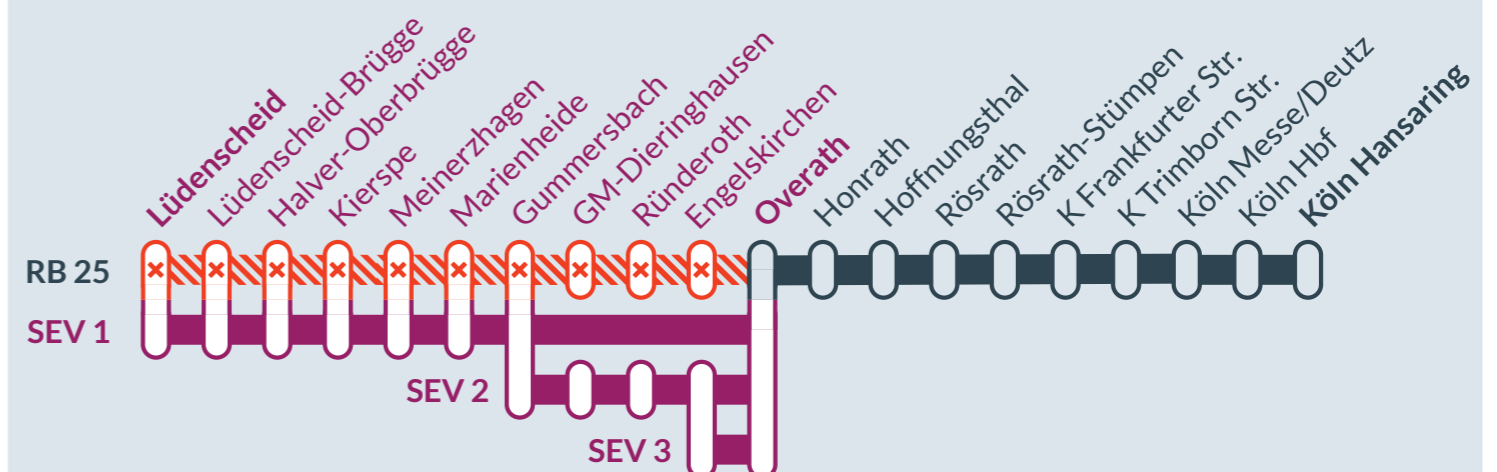 Lüdenscheid
Lüdenscheid-Brügge
Halver-Oberbrügge
Kierspe
Meinerzhagen
Marienheide
Gummersbach
GM-Dieringhausen
Ründeroth
Engelskirchen
Overath
Honrath
Hoffnungsthal
Rösrath
Rösrath-Stümpen
K Frankfurter Str.
K Trimborn Str.
Köln Messe/Deutz
Köln Hbf
Köln Hansaring
RB 25
SEV 1
SEV 2
SEV 3